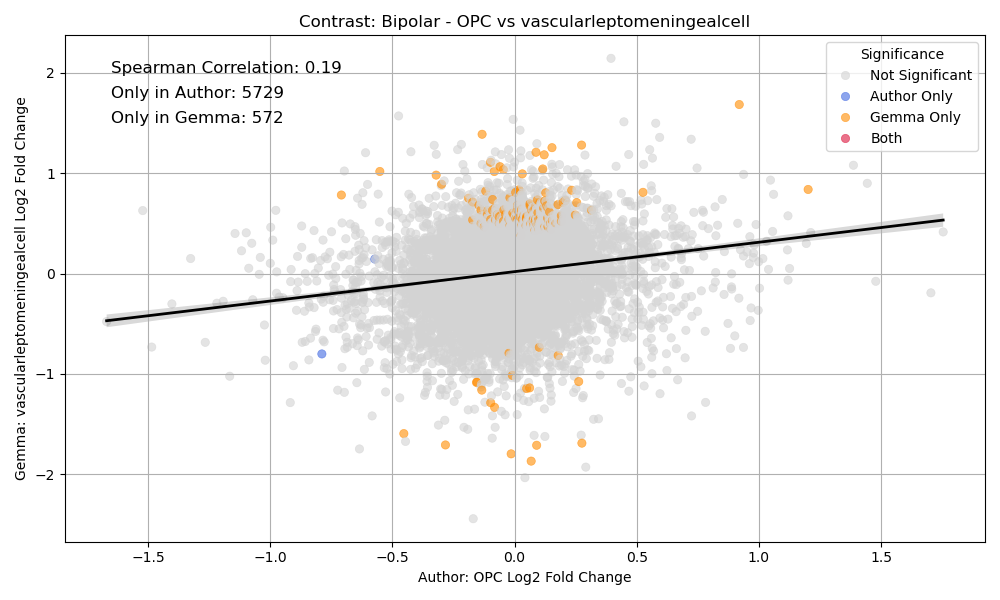 Contrast: Bipolar - OPC vs vascularleptomeningealcell
Spearman Correlation: 0.19
Only in Author: 5729
Only in Gemma: 572
Significance
Not Significant
Author Only
Gemma Only
Both
Gemma: vascularleptomeningealcell Log2 Fold Change
2
1
0
−1
−2
−1.5
−1.0
−0.5
0.0
0.5
1.0
1.5
Author: OPC Log2 Fold Change